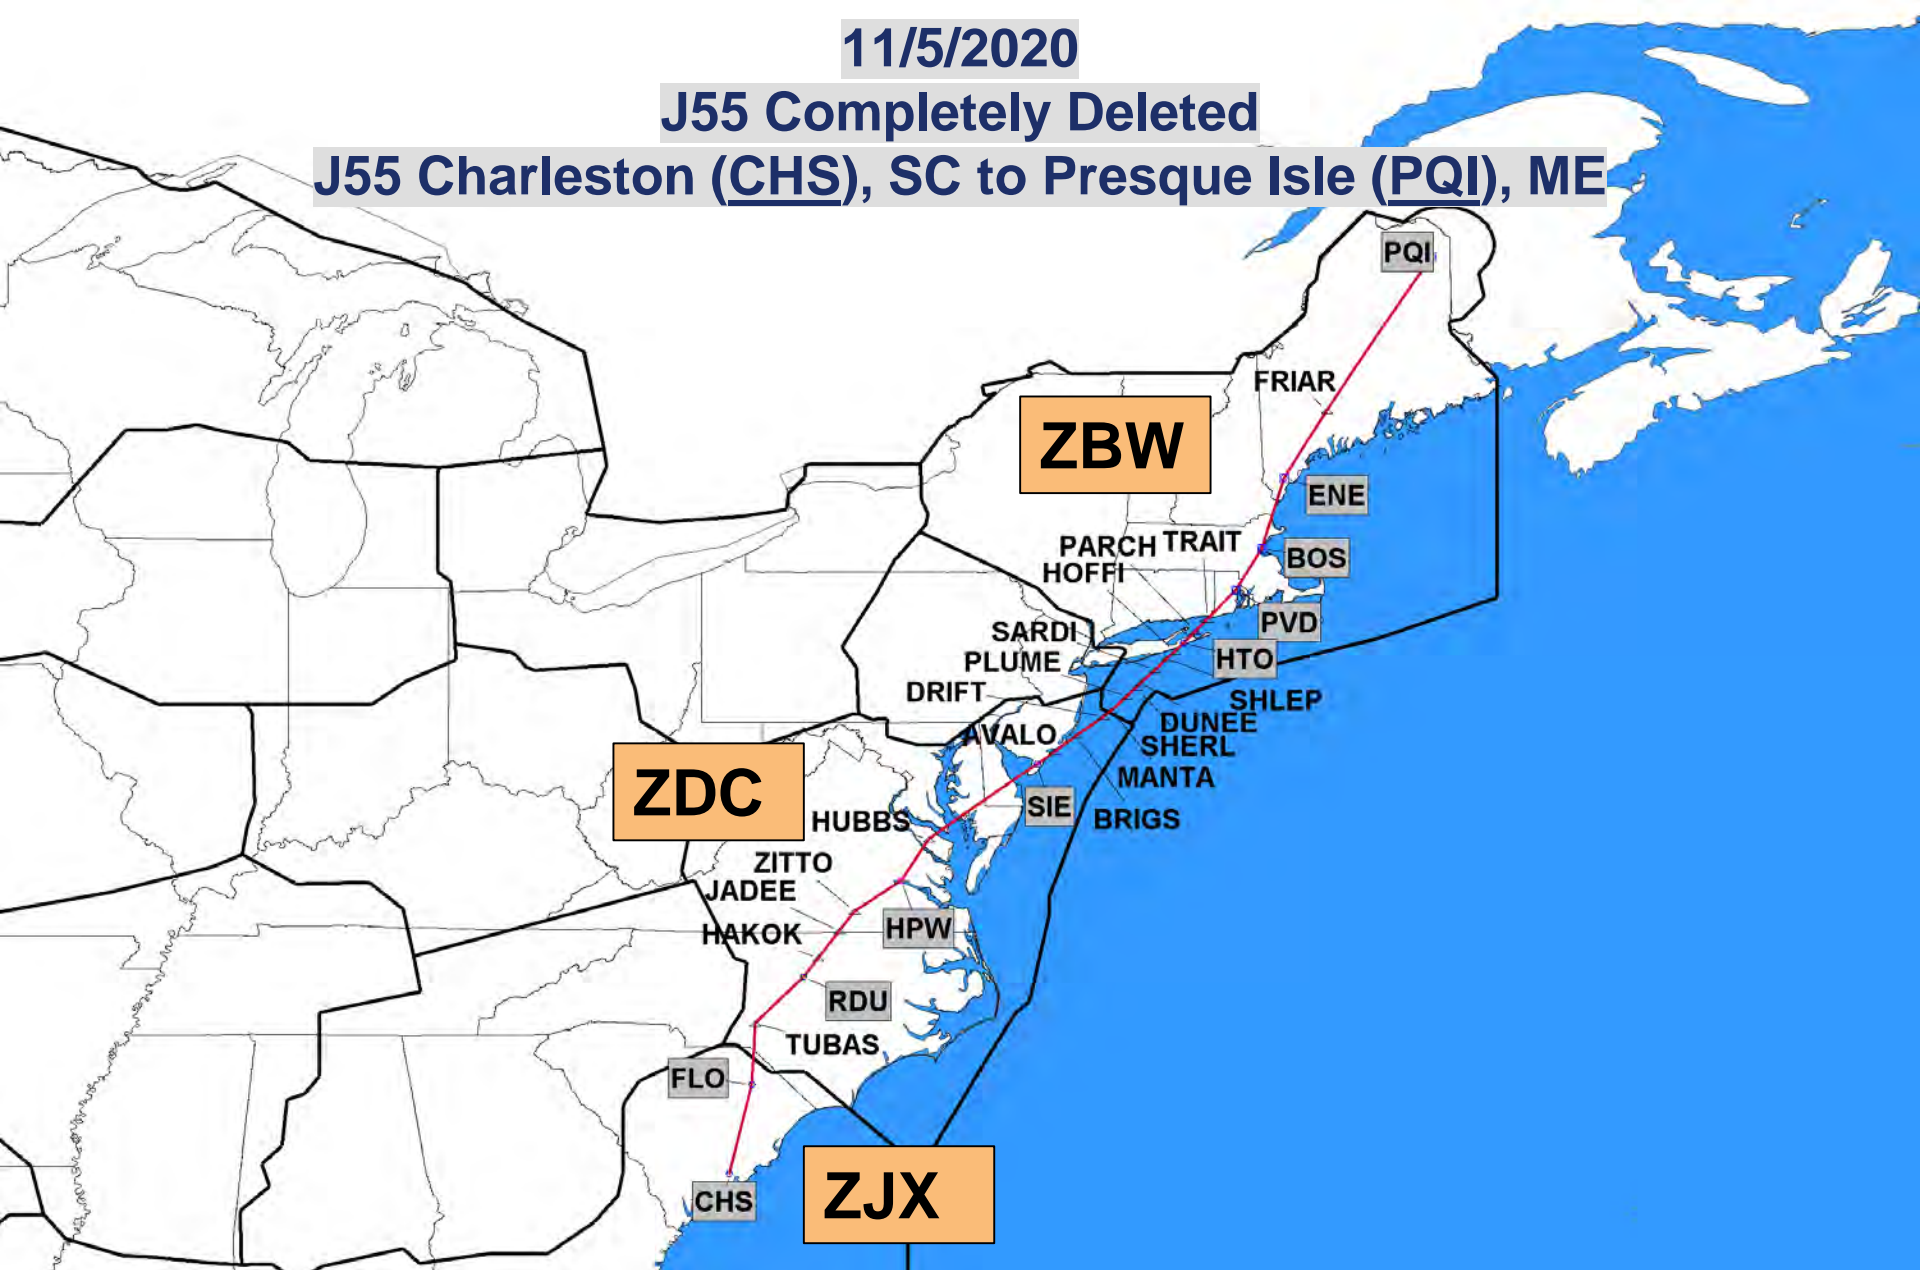 11/5/2020
J55 Completely Deleted
J55 Charleston (CHS), SC to Presque Isle (PQI), ME
PQI
FRIAR
ZBW
ENE
PARCH TRAIT
BOS
HOFFI
PVD
SARDI
HTO
PLUME
DRIFT
SHLEP
DUNEE
AVALO
SHERL
MANTA
ZDC
SIE
HUBBS
BRIGS
ZITTO
JADEE
HPW
HAKOK
RDU
TUBAS
FLO
ZJX
CHS